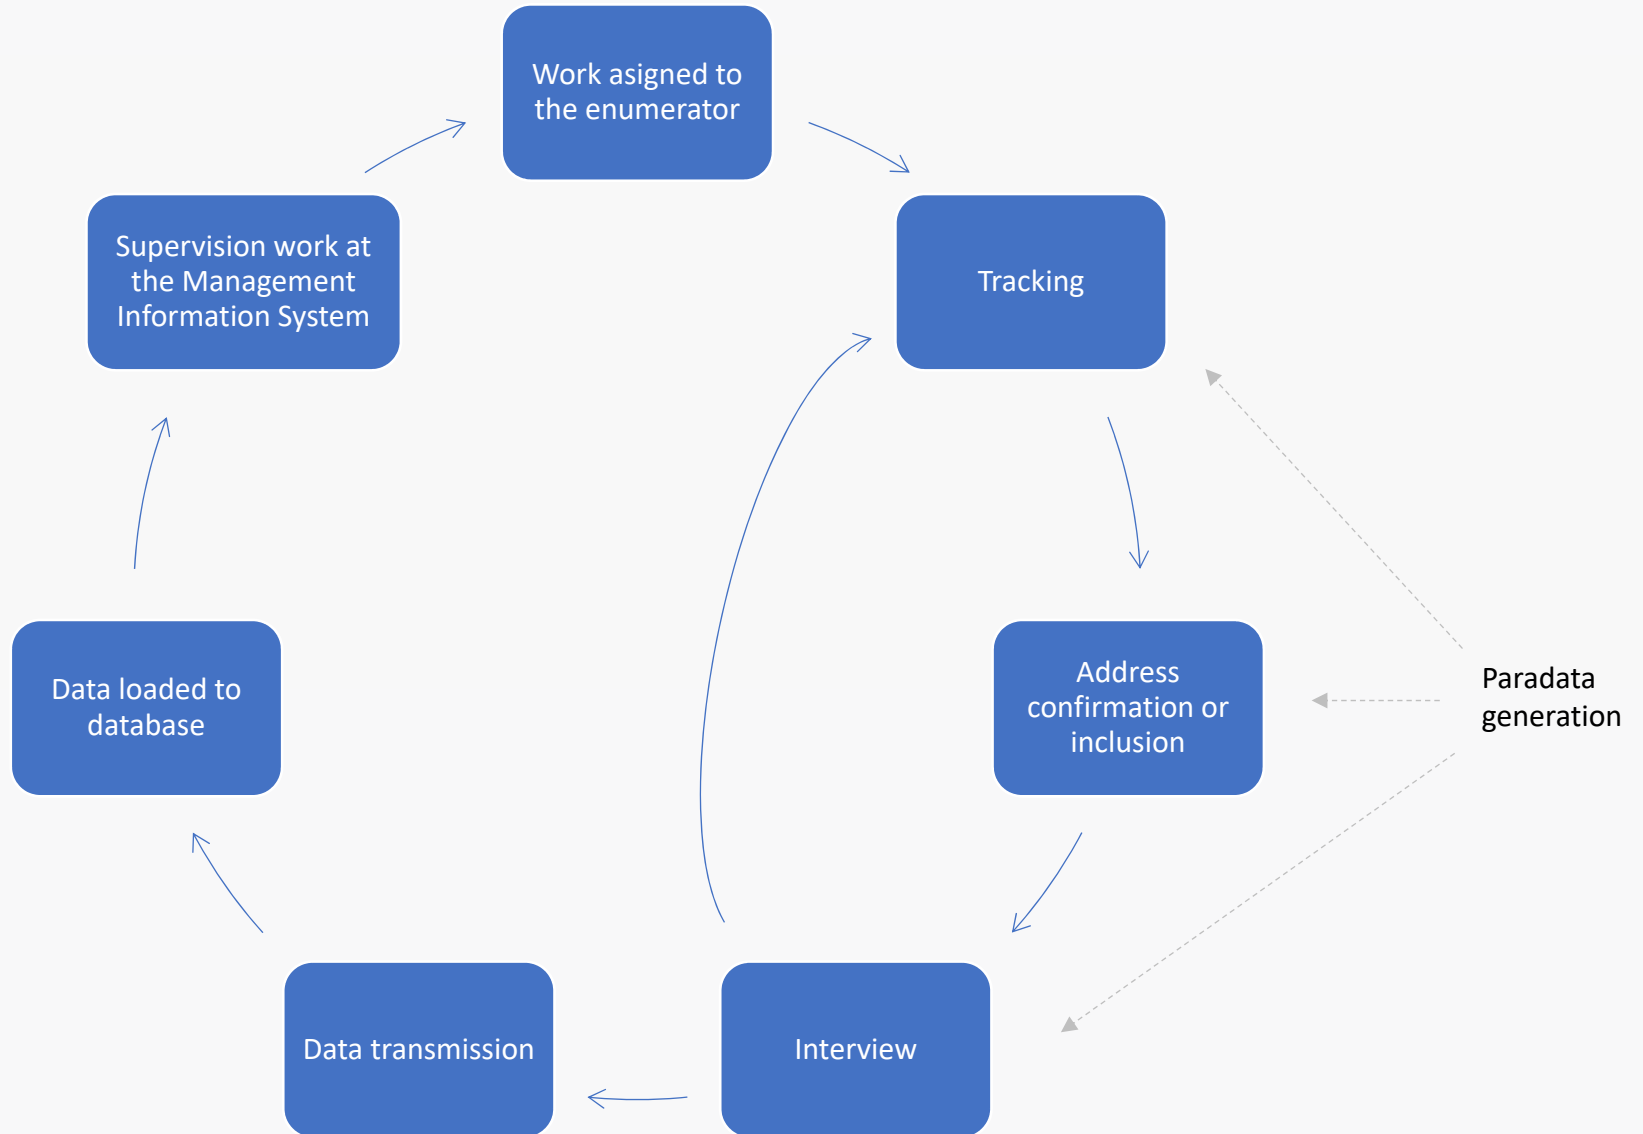 Work asigned to
the enumerator
Tracking
Address
confirmation or
inclusion
Interview
Data transmission
Data loaded to
database
Supervision work at
the Management
Information System
Paradata
generation